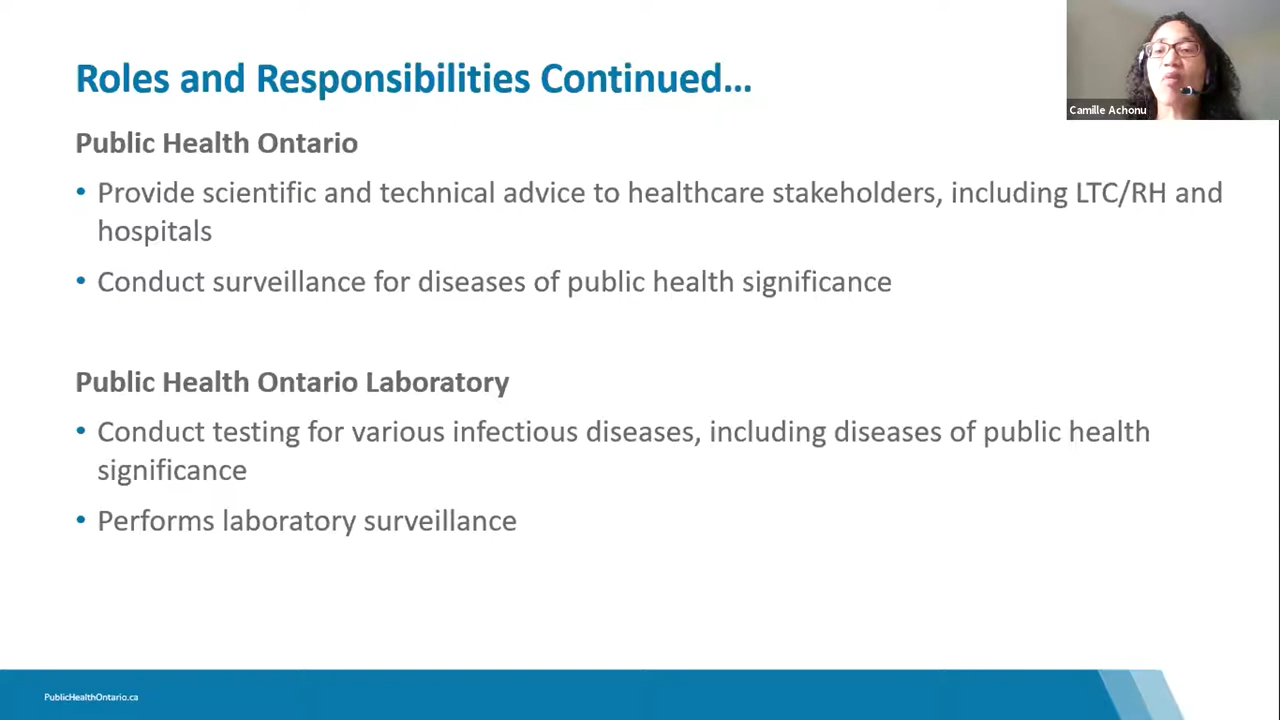 Roles and Responsibilities Continued...
Camille Achonu
Public Health Ontario
• Provide scientific and technical advice to healthcare stakeholders, including LTC/RH and
hospitals
• Conduct surveillance for diseases of public health significance
Public Health Ontario Laboratory
• Conduct testing for various infectious diseases, including diseases of public health
significance
• Performs laboratory surveillance
PublicHealthOntario.ca